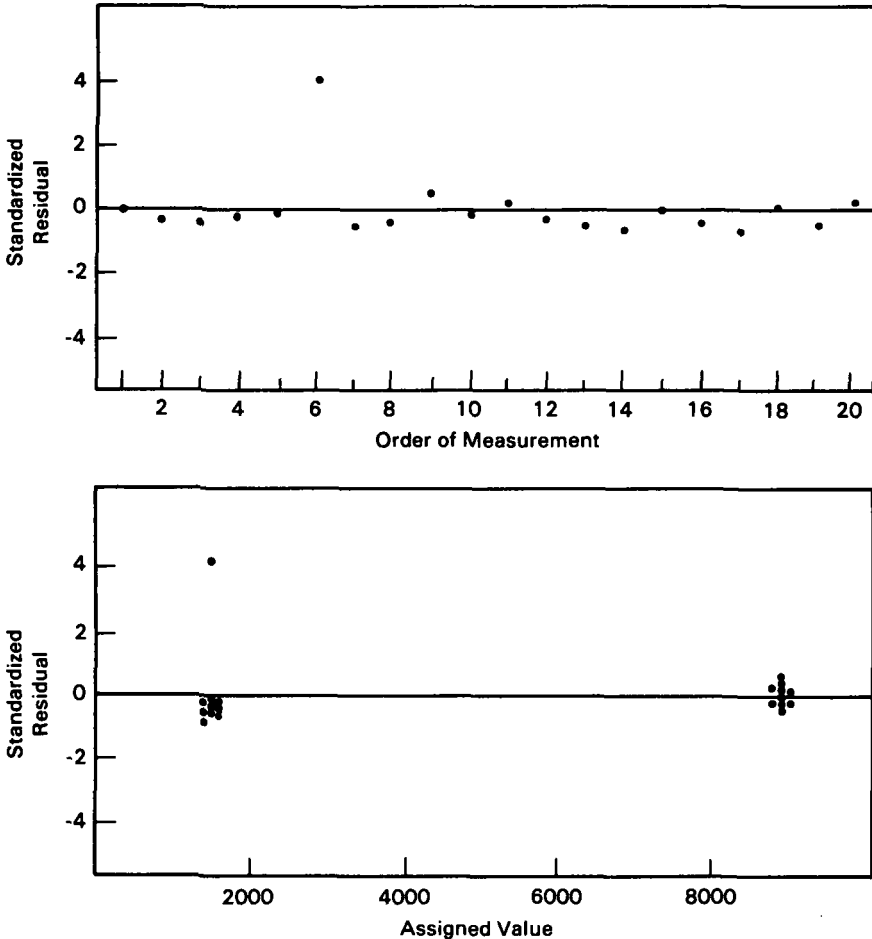 4
2
0
-2
-4
Standardized
Residual
2 4 6 8 10 12 14 16 18 20
Order of Measurement
4
2
0
-2
-4
Standardized
Residual
2000 4000 6000 8000
Assigned Value